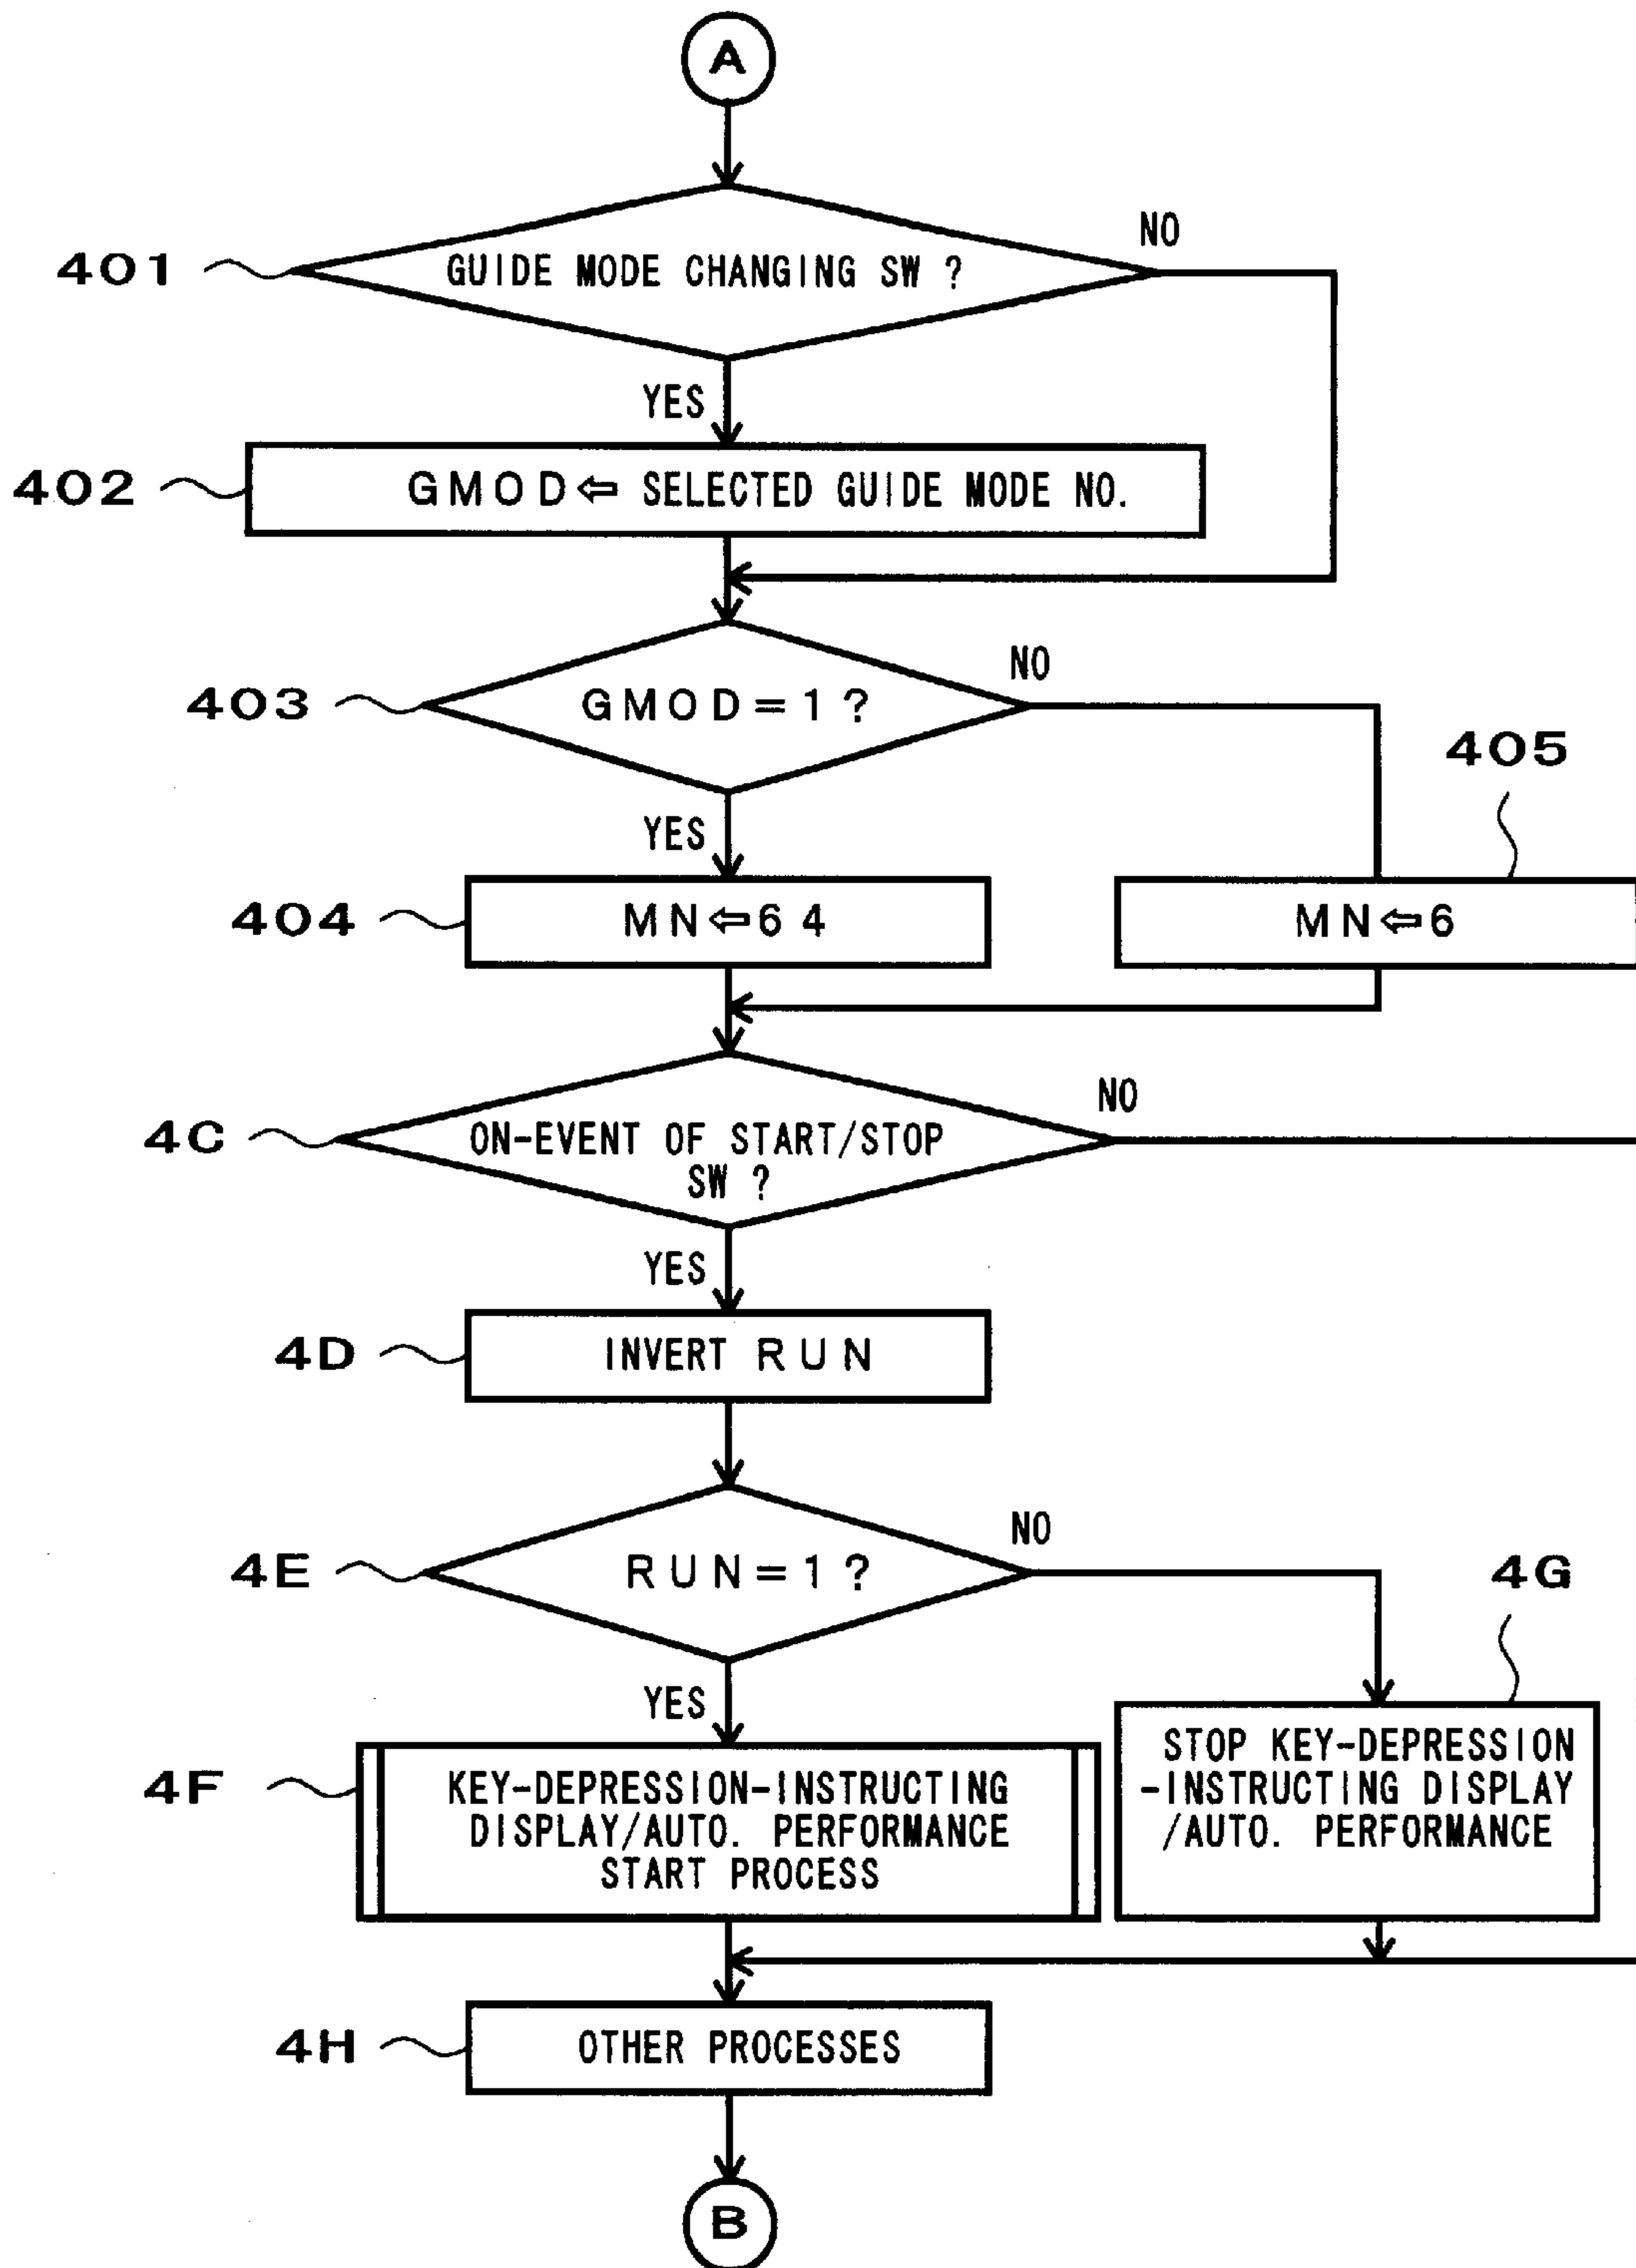 A
NO
401
GUIDE MODE CHANGING SW ?
YES
402
GMOD⇦ SELECTED GUIDE MODE NO.
NO
403
GMOD=1?
405
YES
404
MN⇦64
MN⇦6
NO
4C
ON-EVENT OF START/STOP
SW ?
YES
4D
INVERT RUN
NO
4E
RUN=1?
4G
YES
4F
KEY-DEPRESSION-INSTRUCTING
DISPLAY/AUTO. PERFORMANCE
START PROCESS
STOP KEY-DEPRESSION
-INSTRUCTING DISPLAY
/AUTO. PERFORMANCE
4H
OTHER PROCESSES
B